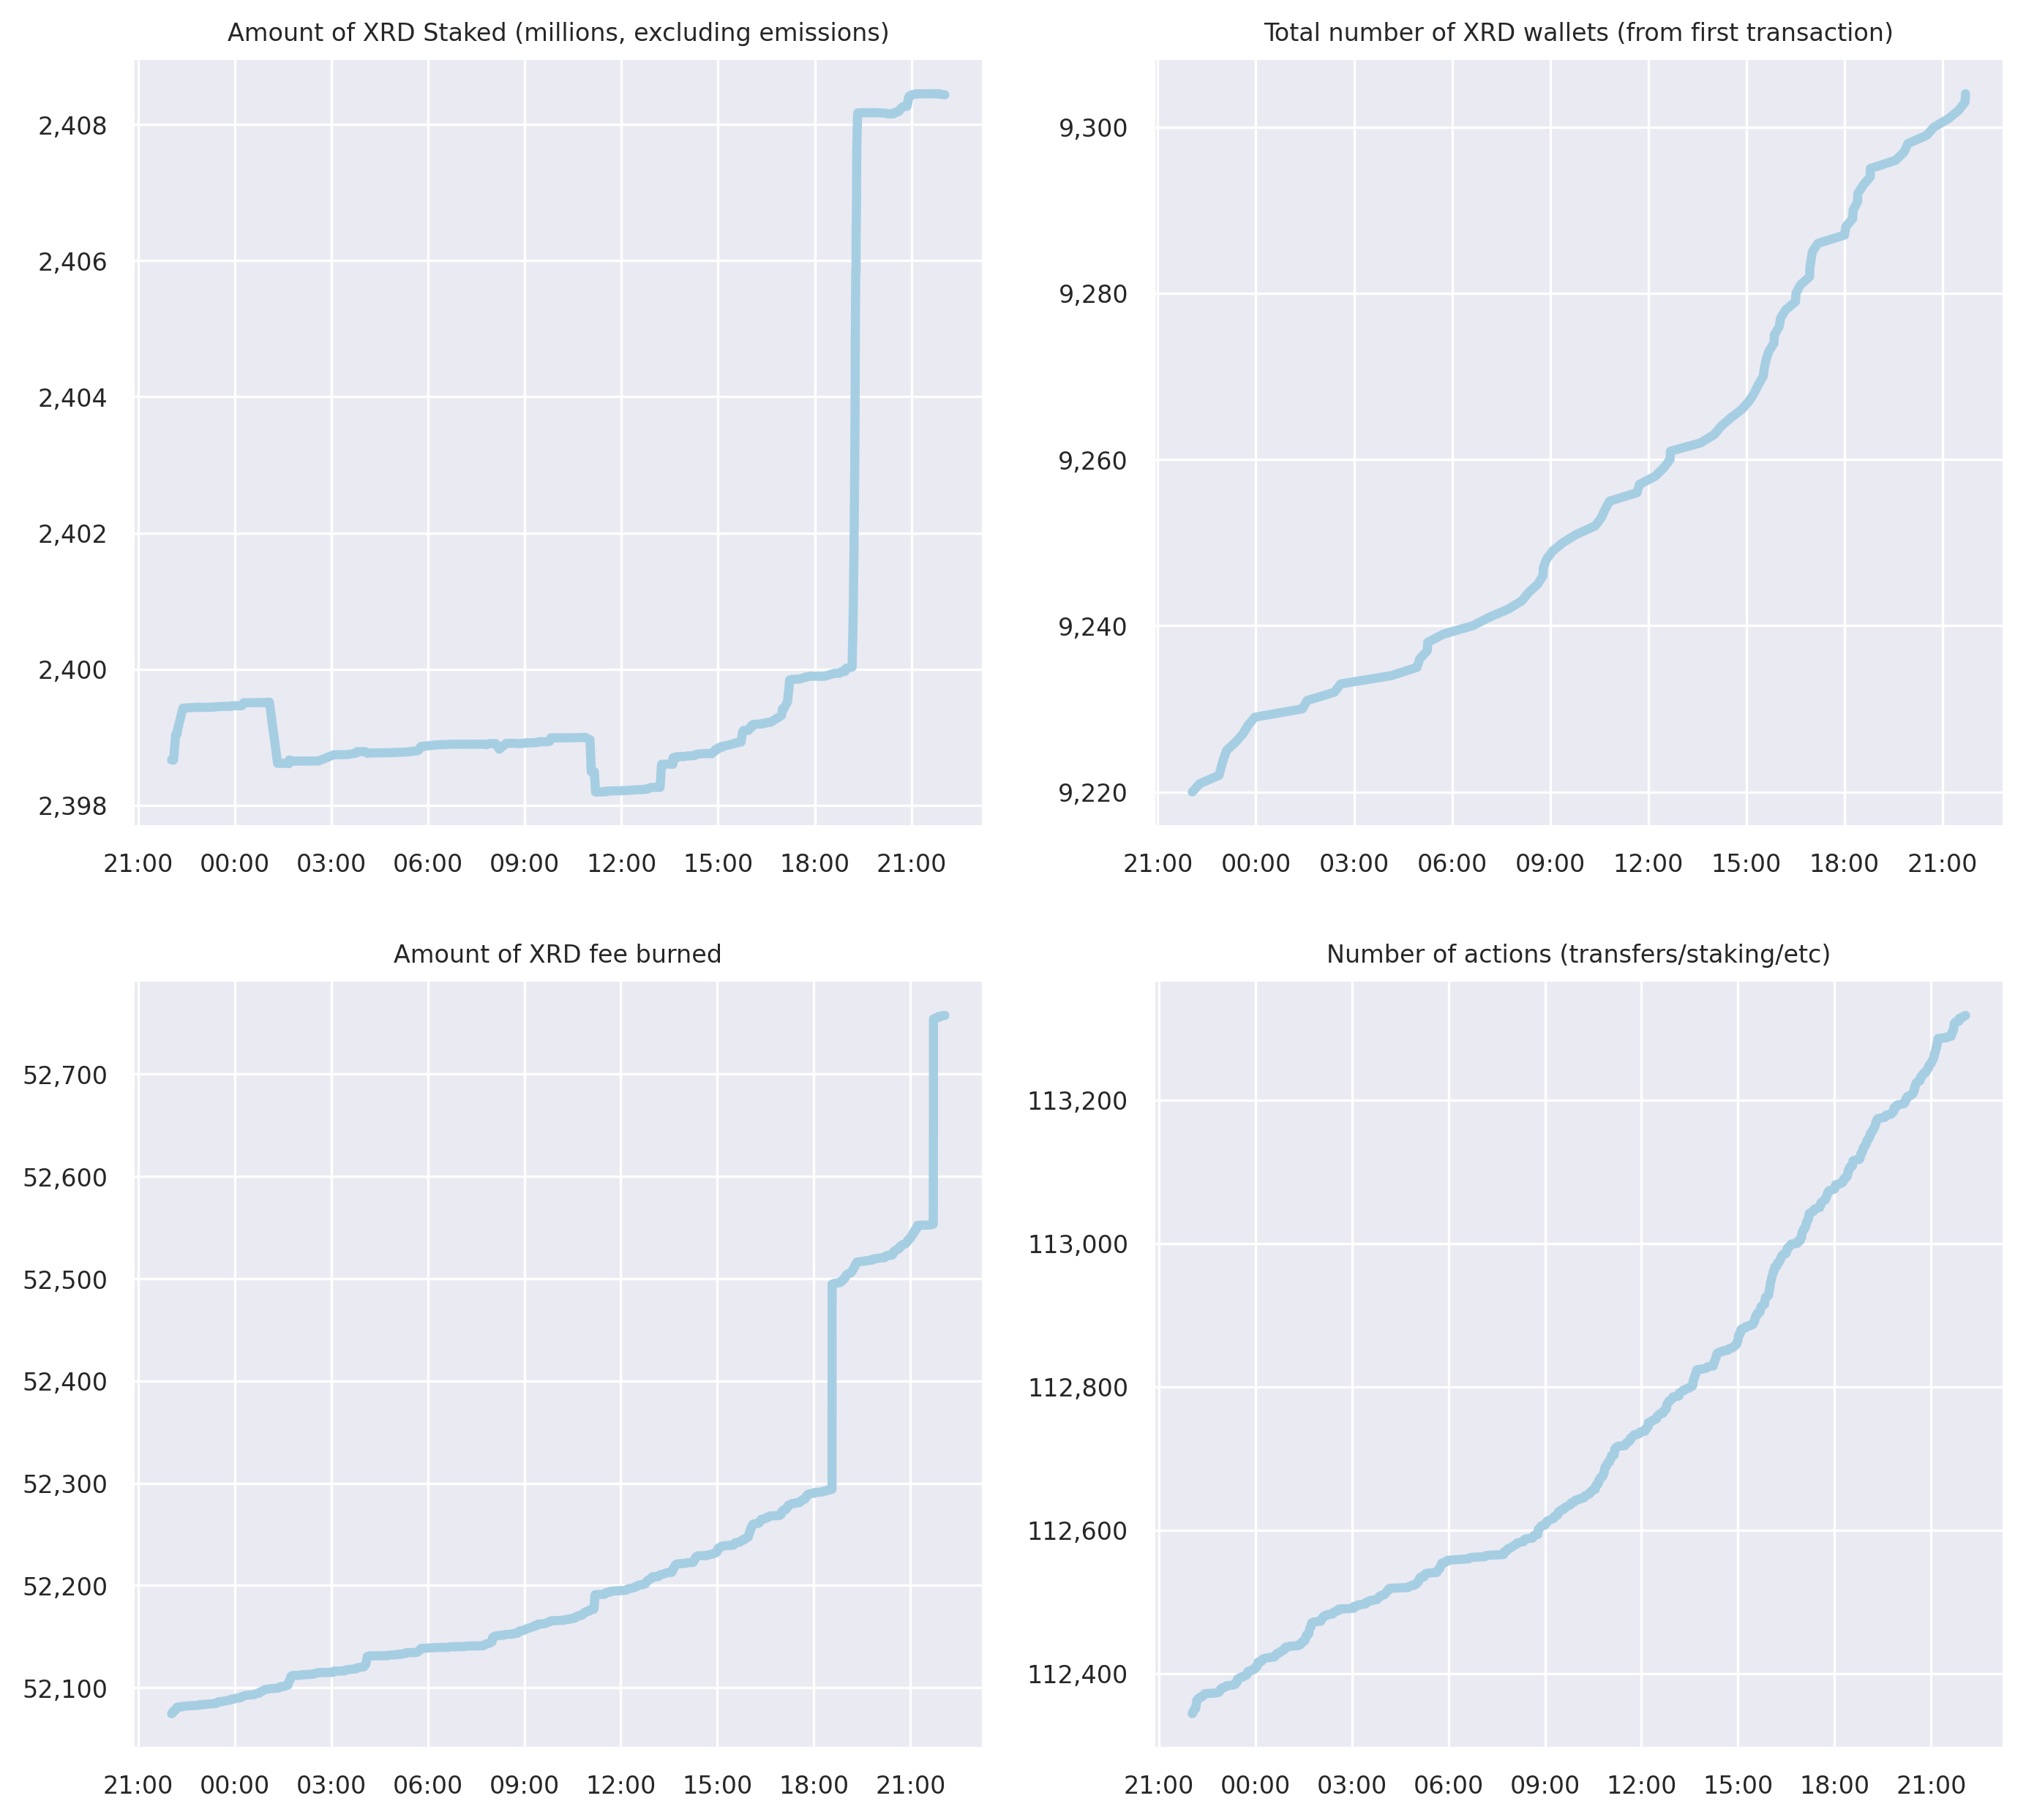 Amount of XRD Staked (millions, excluding emissions)
2,408
2,406
2,404
2,402
2,400
2,398
21:00 00:00 03:00 06:00 09:00 12:00 15:00 18:00 21:00
Total number of XRD wallets (from first transaction)
9,300
9,280
9,260
9,240
9,220
21:00 00:00 03:00 06:00 09:00 12:00 15:00 18:00 21:00
Amount of XRD fee burned
52,700
52,600
52,500
52,400
52,300
52,200
52,100
21:00 00:00 03:00 06:00 09:00 12:00 15:00 18:00 21:00
Number of actions (transfers/staking/etc)
113,200
113,000
112,800
112,600
112,400
21:00 00:00 03:00 06:00 09:00 12:00 15:00 18:00 21:00